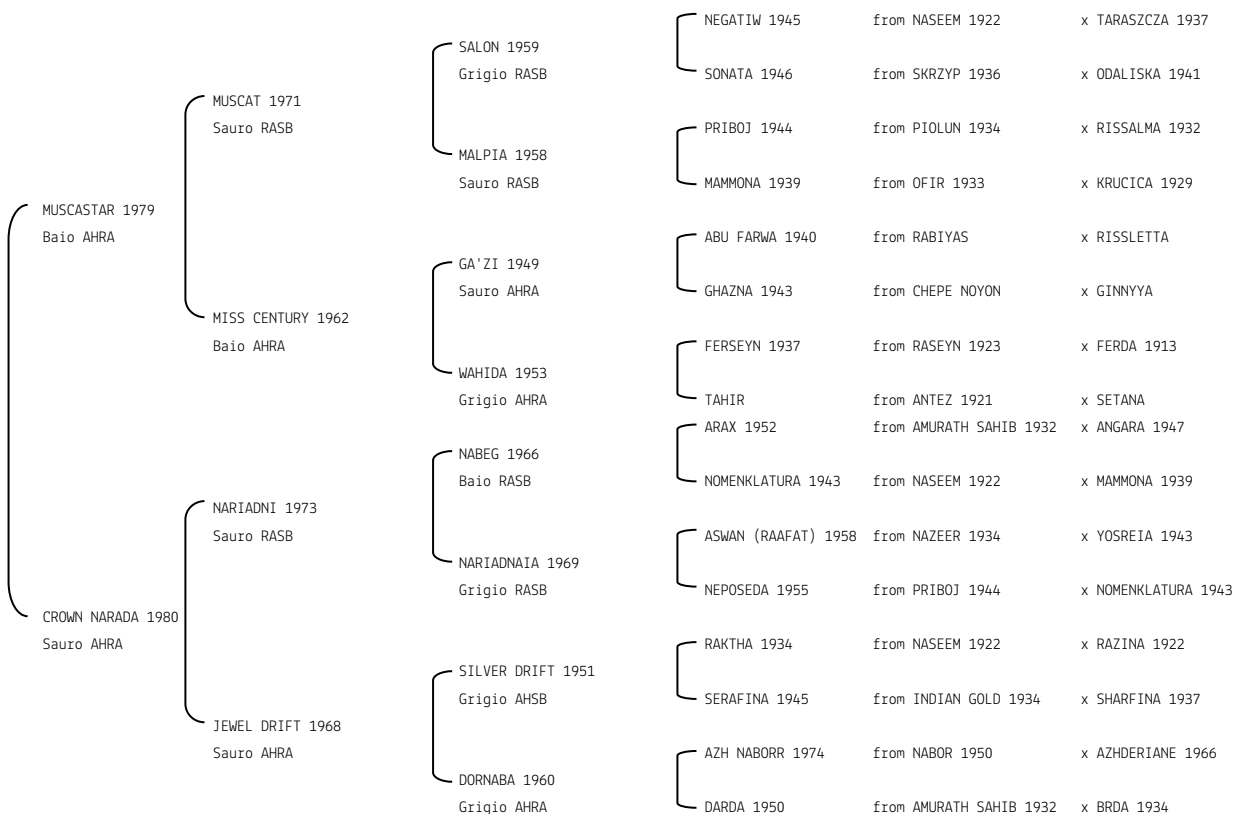 NEGATIW 1945 from NASEEM 1922 x TARASZCZA 1937
SALON 1959
Grigio RASB
SONATA 1946 from SKRZYP 1936 x ODALISKA 1941
MUSCAT 1971
Sauro RASB
PRIBOJ 1944 from PIOLUN 1934 x RISSALMA 1932
MALPIA 1958
Sauro RASB
MAMMONA 1939 from OFIR 1933 x KRUCICA 1929
MUSCASTAR 1979
Baio AHRA
ABU FARWA 1940 from RABIYAS x RISSLETTA
GA'ZI 1949
Sauro AHRA
GHAZNA 1943 from CHEPE NOYON x GINNYYA
MISS CENTURY 1962
Baio AHRA
FERSEYN 1937 from RASEYN 1923 x FERDA 1913
WAHIDA 1953
Grigio AHRA
TAHIR from ANTEZ 1921 x SETANA
ARAX 1952 from AMURATH SAHIB 1932 x ANGARA 1947
NABEG 1966
Baio RASB
NOMENKLATURA 1943 from NASEEM 1922 x MAMMONA 1939
NARIADNI 1973
Sauro RASB
ASWAN (RAAFAT) 1958 from NAZEER 1934 x YOSREIA 1943
NARIADNAIA 1969
Grigio RASB
NEPOSEDA 1955 from PRIBOJ 1944 x NOMENKLATURA 1943
CROWN NARADA 1980
Sauro AHRA
RAKTHA 1934 from NASEEM 1922 x RAZINA 1922
SILVER DRIFT 1951
Grigio AHSB
SERAFINA 1945 from INDIAN GOLD 1934 x SHARFINA 1937
JEWEL DRIFT 1968
Sauro AHRA
AZH NABORR 1974 from NABOR 1950 x AZHDERIANE 1966
DORNABA 1960
Grigio AHRA
DARDA 1950 from AMURATH SAHIB 1932 x BRDA 1934